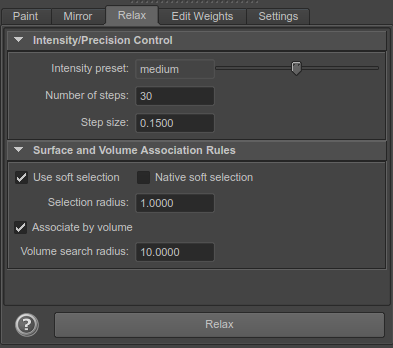 Paint Mirror Relax Edit Weights Settings
Intensity/Precision Control
Intensity preset: medium
Number of steps: 30
Step size: 0.1500
Surface and Volume Association Rules
Use soft selection Native soft selection
Selection radius: 1.0000
Associate by volume
Volume search radius: 10.0000
? Relax